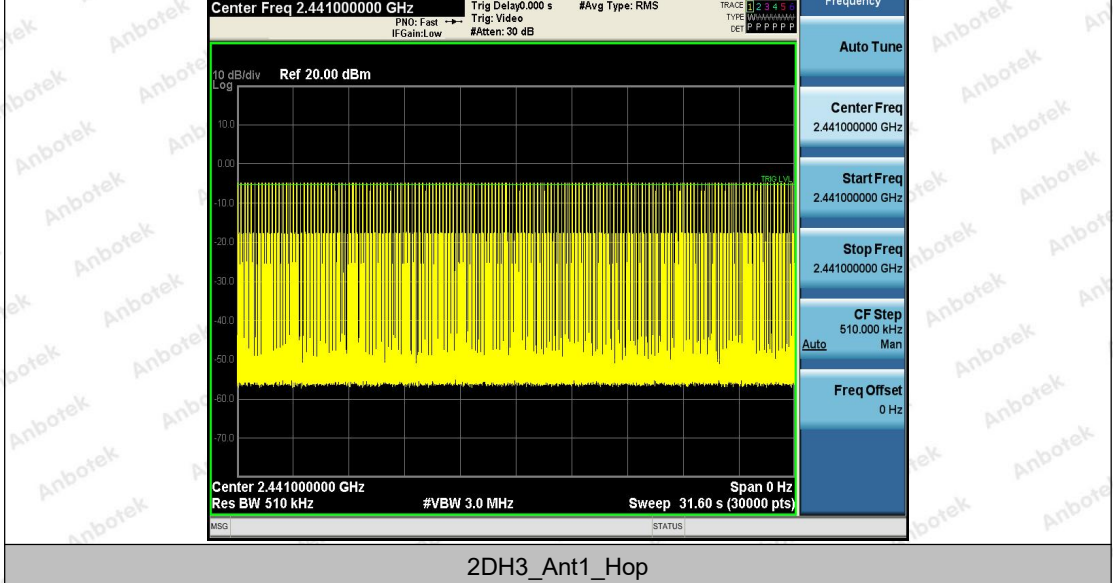 Center Freq 2.441000000 GHz
PNO: Fast
IFGain:Low
Trig Delay0.000 s
Trig: Video
#Atten: 30 dB
#Avg Type: RMS
TRACE 1 2 3 4 5 6
TYPE
DET P P P P P P
Frequency
Auto Tune
Center Freq
2.441000000 GHz
Start Freq
2.441000000 GHz
Stop Freq
2.441000000 GHz
CF Step
510.000 kHz
Auto Man
Freq Offset
0 Hz
10 dB/div Ref 20.00 dBm
Log
10.0
0.00
TRIG LVL
-10.0
-20.0
-30.0
-40.0
-50.0
-60.0
-70.0
Center 2.441000000 GHz Span 0 Hz
Res BW 510 kHz #VBW 3.0 MHz Sweep 31.60 s (30000 pts)
MSG STATUS
2DH3_Ant1_Hop
Anbotek